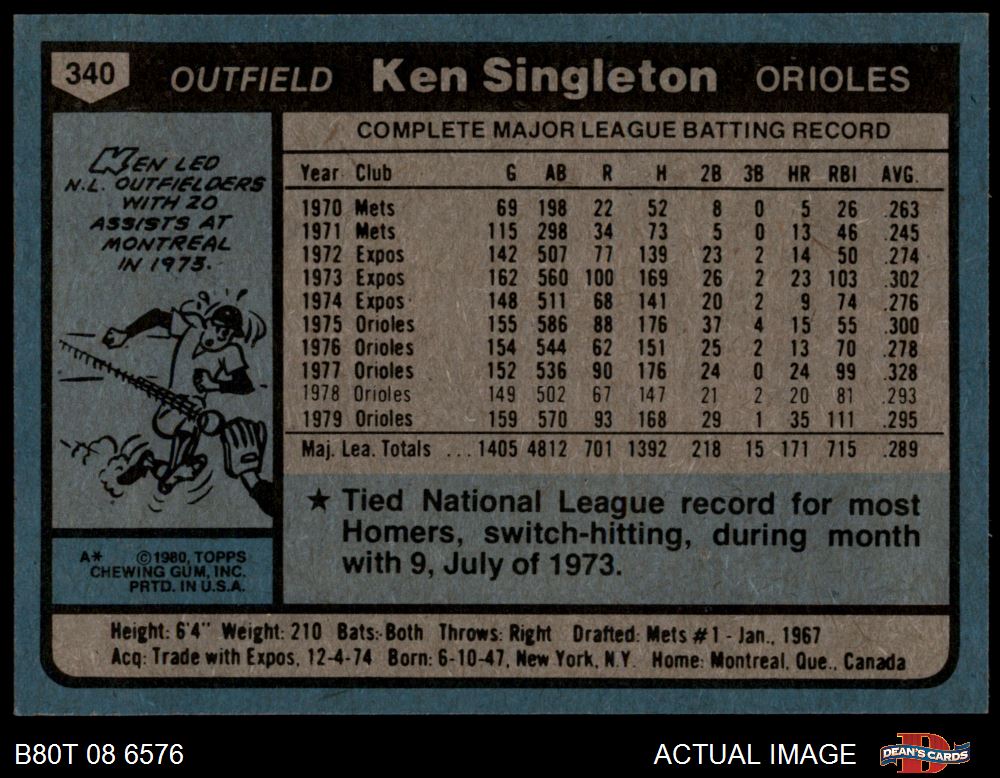 340 OUTFIELD Ken Singleton ORIOLES
KEN LED
N.L. OUTFIELDERS
WITH 20
ASSISTS AT
MONTREAL
IN 1973.
COMPLETE MAJOR LEAGUE BATTING RECORD
Year Club G AB R H 2B 3B HR RBI AVG.
1970 Mets 69 198 22 52 8 0 5 26 .263
1971 Mets 115 298 34 73 5 0 13 46 .245
1972 Expos 142 507 77 139 23 2 14 50 .274
1973 Expos 162 560 100 169 26 2 23 103 .302
1974 Expos 148 511 68 141 20 2 9 74 .276
1975 Orioles 155 586 88 176 37 4 15 55 .300
1976 Orioles 154 544 62 151 25 2 13 70 .278
1977 Orioles 152 536 90 176 24 0 24 99 .328
1978 Orioles 149 502 67 147 21 2 20 81 .293
1979 Orioles 159 570 93 168 29 1 35 111 .295
Maj. Lea. Totals ... 1405 4812 701 1392 218 15 171 715 .289
★ Tied National League record for most
Homers, switch-hitting, during month
with 9, July of 1973.
A* ©1980, TOPPS
CHEWING GUM, INC.
PRTD. IN U.S.A.
Height: 6'4" Weight: 210 Bats: Both Throws: Right Drafted: Mets #1 - Jan., 1967
Acq: Trade with Expos, 12-4-74 Born: 6-10-47, New York, N.Y. Home: Montreal, Que., Canada
B80T 08 6576 ACTUAL IMAGE DEAN'S CARDS